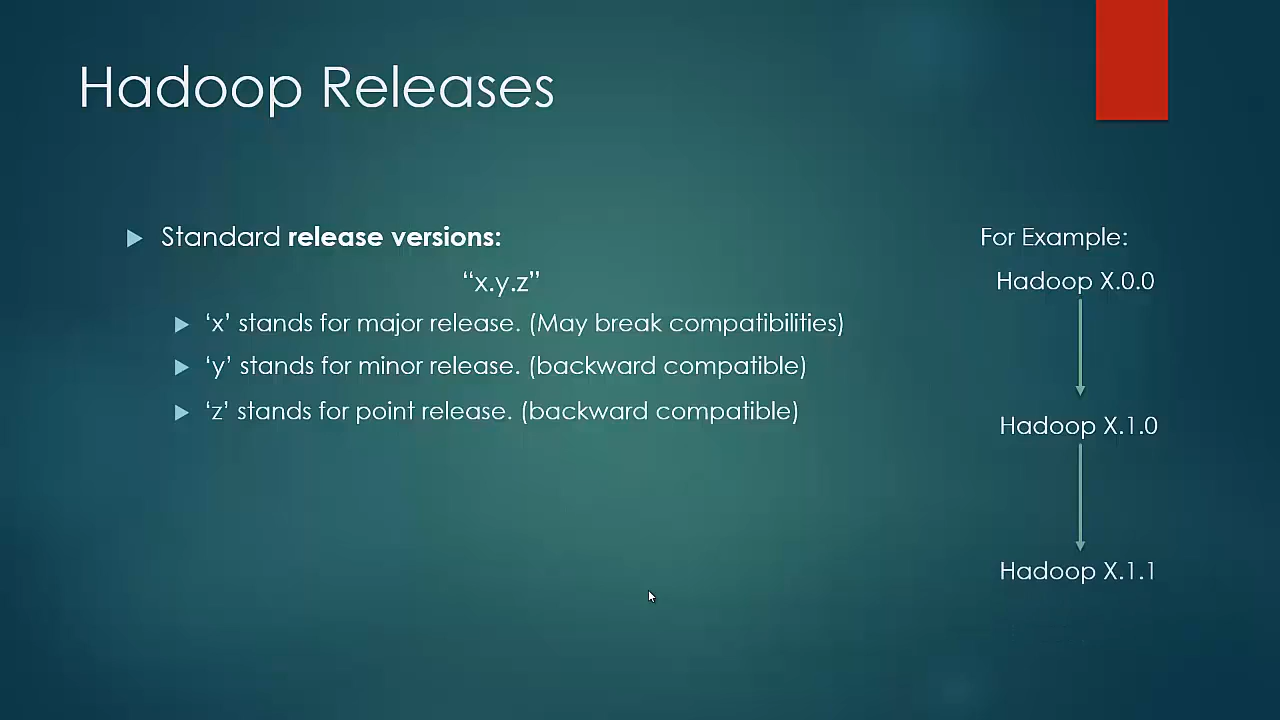 Hadoop Releases
Standard release versions:
“x.y.z”
‘x’ stands for major release. (May break compatibilities)
‘y’ stands for minor release. (backward compatible)
‘z’ stands for point release. (backward compatible)
For Example:
Hadoop X.0.0
Hadoop X.1.0
Hadoop X.1.1